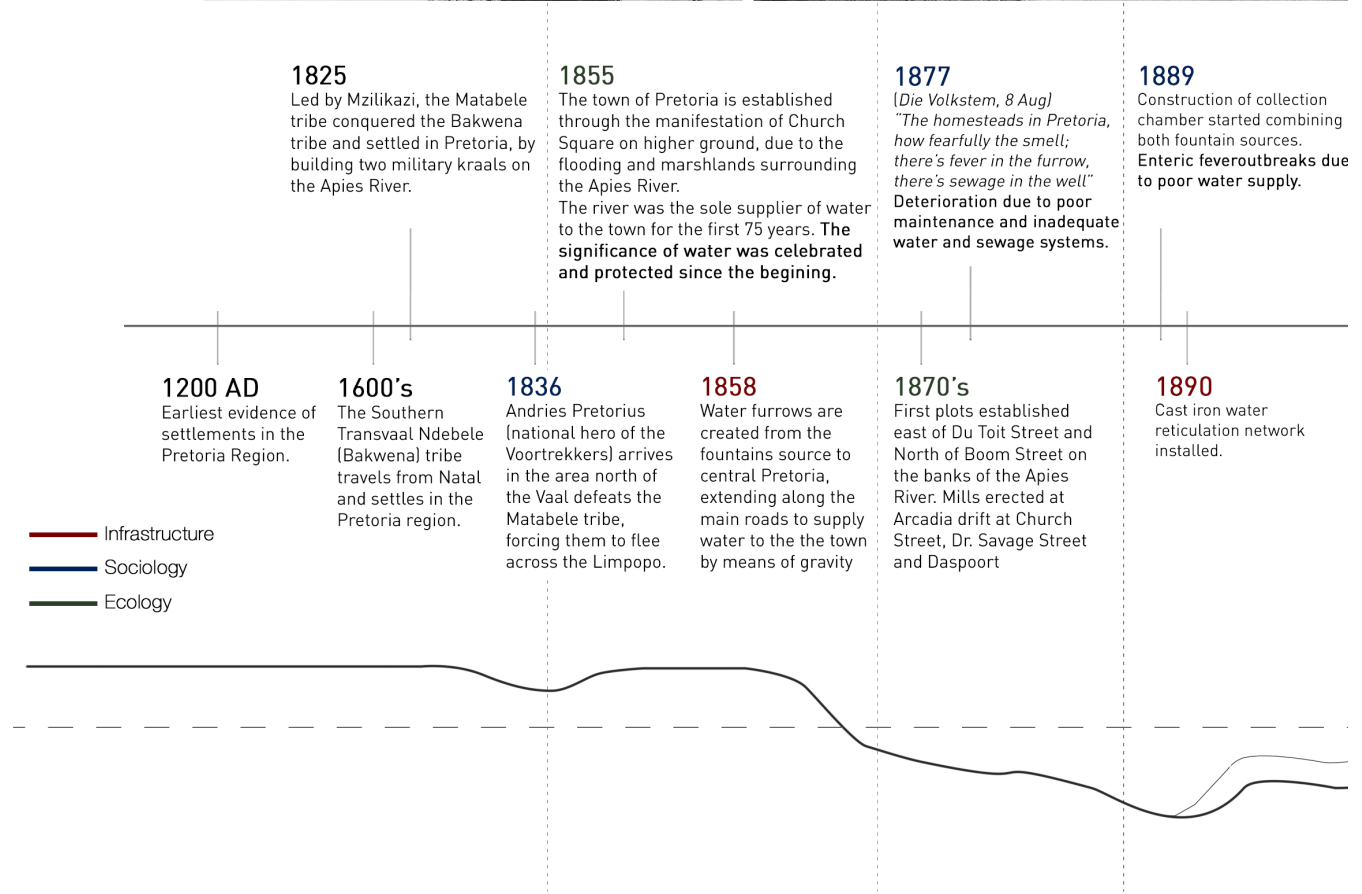 1825
Led by Mzilikazi, the Matabele
tribe conquered the Bakwena
tribe and settled in Pretoria, by
building two military kraals on
the Apies River.
1855
The town of Pretoria is established
through the manifestation of Church
Square on higher ground, due to the
flooding and marshlands surrounding
the Apies River.
The river was the sole supplier of water
to the town for the first 75 years. The
significance of water was celebrated
and protected since the begining.
1877
(Die Volkstem, 8 Aug)
"The homesteads in Pretoria,
how fearfully the smell;
there's fever in the furrow,
there's sewage in the well"
Deterioration due to poor
maintenance and inadequate
water and sewage systems.
1889
Construction of collection
chamber started combining
both fountain sources.
Enteric feveroutbreaks due
to poor water supply.
1200 AD
Earliest evidence of
settlements in the
Pretoria Region.
1600's
The Southern
Transvaal Ndebele
(Bakwena) tribe
travels from Natal
and settles in the
Pretoria region.
1836
Andries Pretorius
(national hero of the
Voortrekkers) arrives
in the area north of
the Vaal defeats the
Matabele tribe,
forcing them to flee
across the Limpopo.
1858
Water furrows are
created from the
fountains source to
central Pretoria,
extending along the
main roads to supply
water to the the town
by means of gravity
1870's
First plots established
east of Du Toit Street and
North of Boom Street on
the banks of the Apies
River. Mills erected at
Arcadia drift at Church
Street, Dr. Savage Street
and Daspoort
1890
Cast iron water
reticulation network
installed.
Infrastructure
Sociology
Ecology